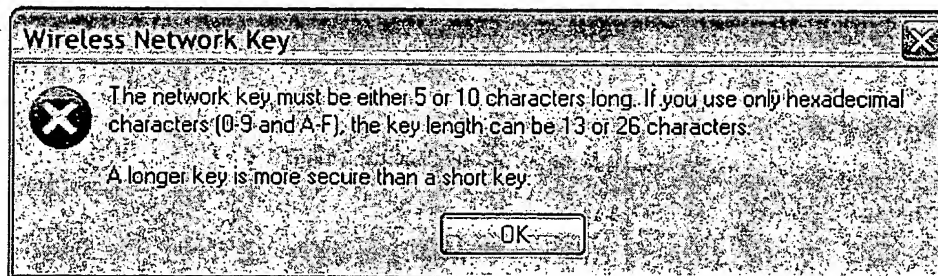 Wireless Network Key
The network key must be either 5 or 10 characters long. If you use only hexadecimal
characters (0-9 and A-F), the key length can be 13 or 26 characters.
A longer key is more secure than a short key.
OK